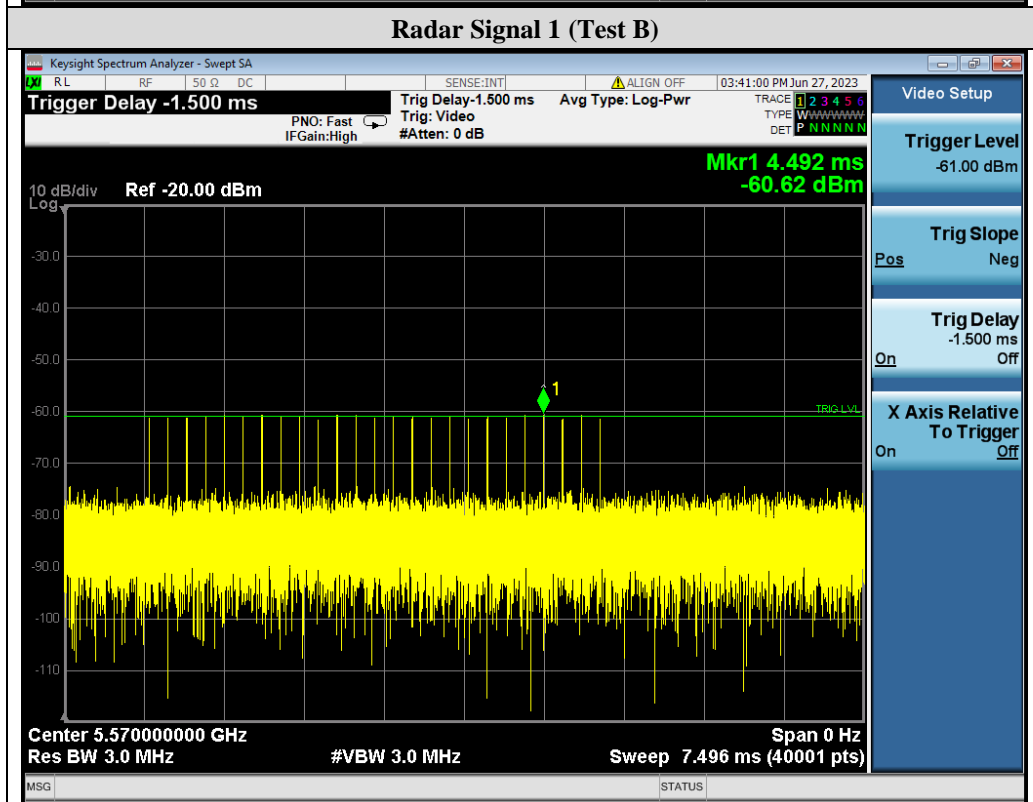 Radar Signal 1 (Test B)
Keysight Spectrum Analyzer - Swept SA
LXI RL RF 50 Ω DC SENSE:INT ALIGN OFF 03:41:00 PM Jun 27, 2023
Trigger Delay -1.500 ms
PNO: Fast
IFGain:High
Trig Delay-1.500 ms
Trig: Video
#Atten: 0 dB
Avg Type: Log-Pwr
TRACE 1 2 3 4 5 6
TYPE WWWWWW
DET P N N N N N
Mkr1 4.492 ms
-60.62 dBm
10 dB/div Ref -20.00 dBm
Log
-30.0
-40.0
-50.0
-60.0
-70.0
-80.0
-90.0
-100
-110
1
TRIG LVL
Center 5.570000000 GHz Span 0 Hz
Res BW 3.0 MHz #VBW 3.0 MHz Sweep 7.496 ms (40001 pts)
MSG STATUS
Video Setup
Trigger Level
-61.00 dBm
Trig Slope
Pos Neg
Trig Delay
-1.500 ms
On Off
X Axis Relative
To Trigger
On Off